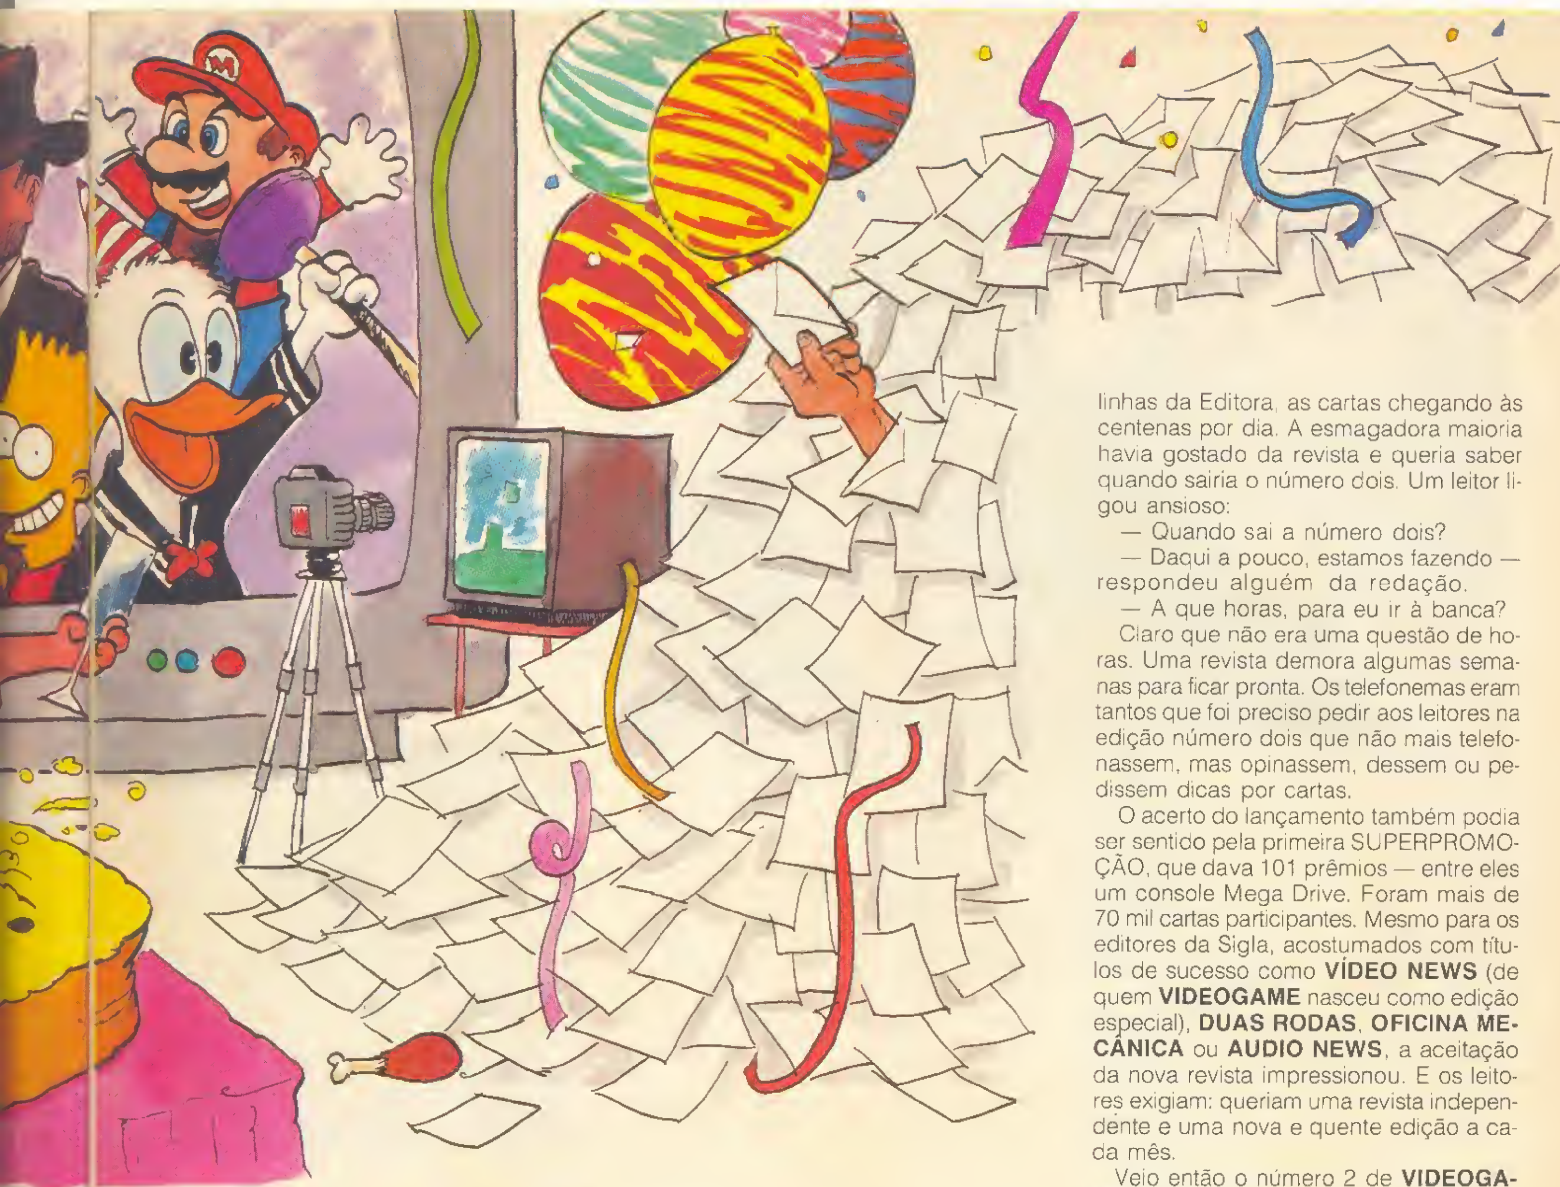 M
linhas da Editora, as cartas chegando às
centenas por dia. A esmagadora maioria
havia gostado da revista e queria saber
quando sairia o número dois. Um leitor li-
gou ansioso:
— Quando sai a número dois?
— Daqui a pouco, estamos fazendo —
respondeu alguém da redação.
— A que horas, para eu ir à banca?
Claro que não era uma questão de ho-
ras. Uma revista demora algumas sema-
nas para ficar pronta. Os telefonemas eram
tantos que foi preciso pedir aos leitores na
edição número dois que não mais telefo-
nassem, mas opinassem, dessem ou pe-
dissem dicas por cartas.
O acerto do lançamento também podia
ser sentido pela primeira SUPERPROMO-
ÇÃO, que dava 101 prêmios — entre eles
um console Mega Drive. Foram mais de
70 mil cartas participantes. Mesmo para os
editores da Sigla, acostumados com títu-
los de sucesso como VÍDEO NEWS (de
quem VIDEOGAME nasceu como edição
especial), DUAS RODAS, OFICINA ME-
CÂNICA ou AUDIO NEWS, a aceitação
da nova revista impressionou. E os leito-
res exigiam: queriam uma revista indepen-
dente e uma nova e quente edição a ca-
da mês.
Veio então o número 2 de VIDEOGA-